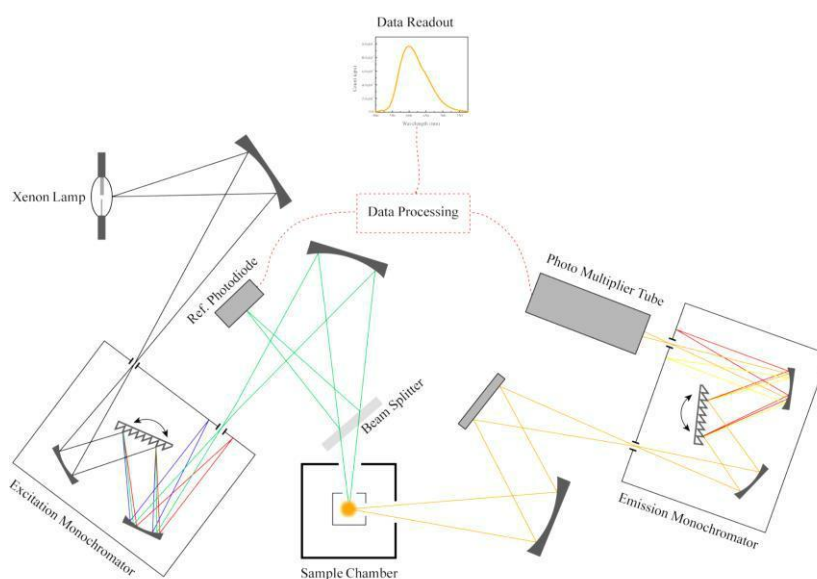 Data Readout
Xenon Lamp
Data Processing
Ref. Photodiode
Photo Multiplier Tube
Beam Splitter
Excitation Monochromator
Emission Monochromator
Sample Chamber